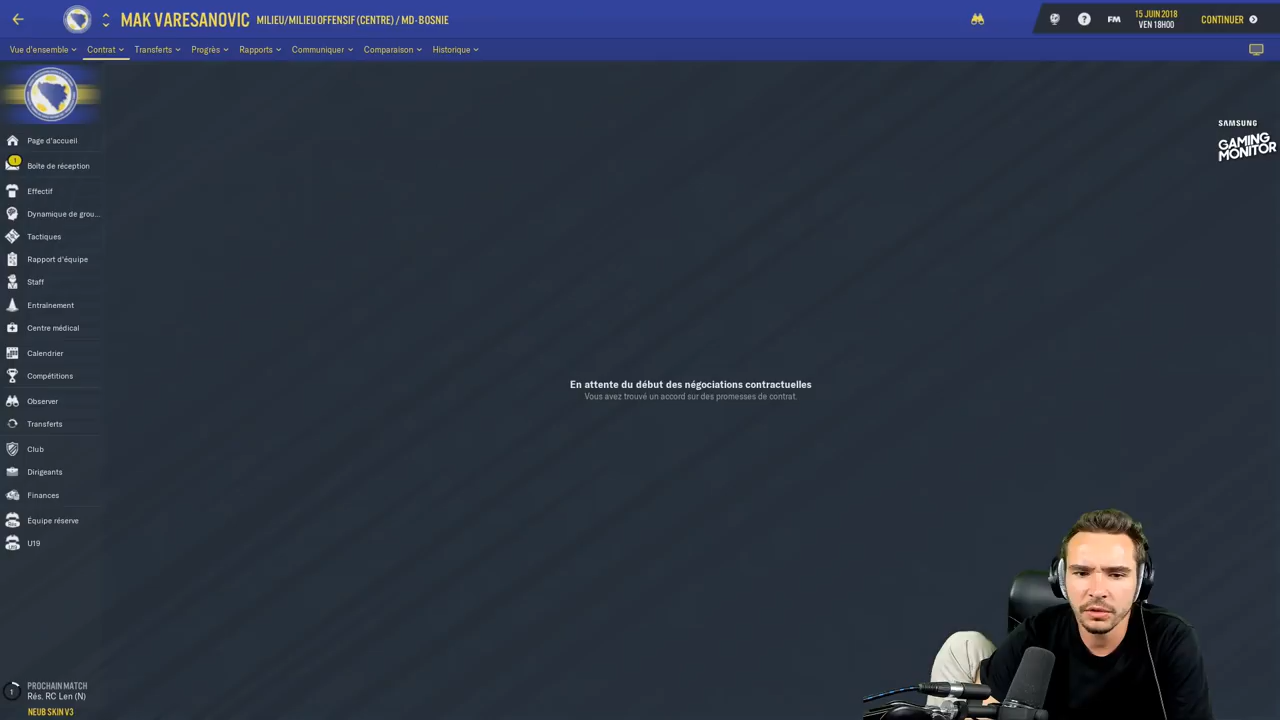 MAK VARESANOVIC MILIEU/MILIEU OFFENSIF (CENTRE) / MD - BOSNIE
? FM 15 JUIN 2018
VEN 18H00
CONTINUER
Vue d'ensemble Contrat Transferts Progrès Rapports Communiquer Comparaison Historique
SAMSUNG
GAMING
MONITOR
Page d'accueil
1
Boîte de réception
Effectif
Dynamique de grou...
Tactiques
Rapport d'équipe
Staff
Entraînement
Centre médical
Calendrier
Compétitions
Observer
Transferts
Club
Dirigeants
Finances
Équipe réserve
U19
En attente du début des négociations contractuelles
Vous avez trouvé un accord sur des promesses de contrat.
1
PROCHAIN MATCH
Rés. RC Len (N)
NEUB SKIN V3